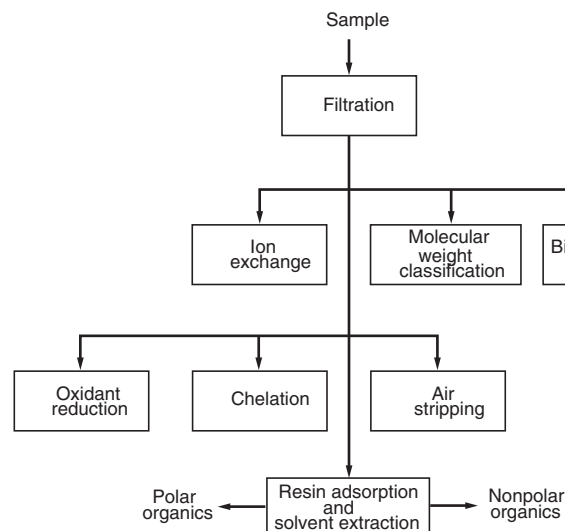 Sample
Filtration
Ion
exchange
Molecular
weight
classification
Oxidant
reduction
Chelation
Air
stripping
Polar
organics
Resin adsorption
and
solvent extraction
Nonpolar
organics